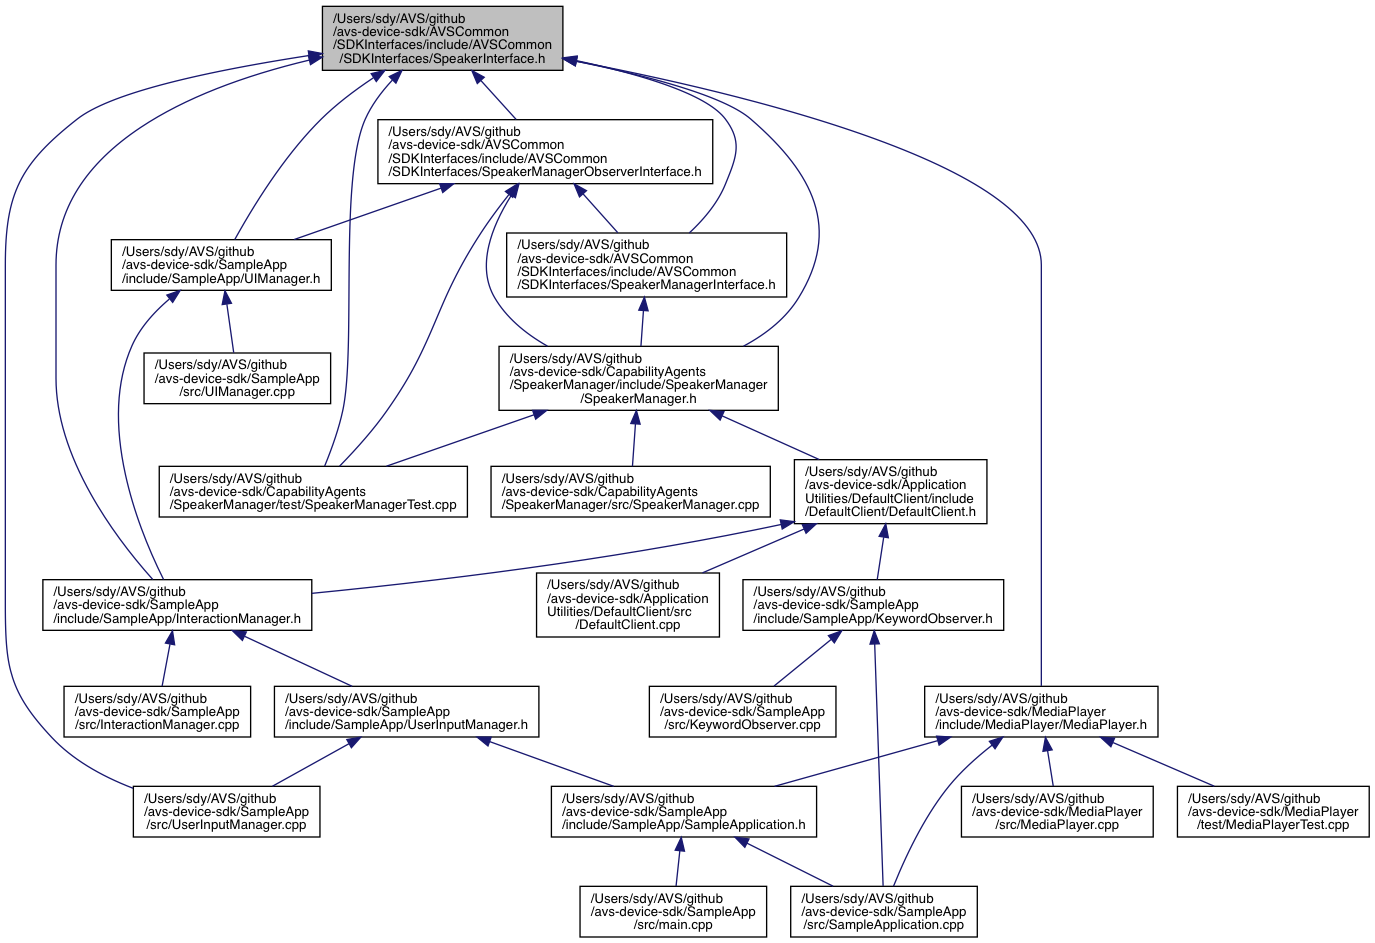 /Users/sdy/AVS/github
/avs-device-sdk/AVSCommon
/SDKInterfaces/include/AVSCommon
/SDKInterfaces/SpeakerInterface.h
/Users/sdy/AVS/github
/avs-device-sdk/AVSCommon
/SDKInterfaces/include/AVSCommon
/SDKInterfaces/SpeakerManagerObserverInterface.h
/Users/sdy/AVS/github
/avs-device-sdk/SampleApp
/include/SampleApp/UIManager.h
/Users/sdy/AVS/github
/avs-device-sdk/AVSCommon
/SDKInterfaces/include/AVSCommon
/SDKInterfaces/SpeakerManagerInterface.h
/Users/sdy/AVS/github
/avs-device-sdk/SampleApp
/src/UIManager.cpp
/Users/sdy/AVS/github
/avs-device-sdk/CapabilityAgents
/SpeakerManager/include/SpeakerManager
/SpeakerManager.h
/Users/sdy/AVS/github
/avs-device-sdk/CapabilityAgents
/SpeakerManager/test/SpeakerManagerTest.cpp
/Users/sdy/AVS/github
/avs-device-sdk/CapabilityAgents
/SpeakerManager/src/SpeakerManager.cpp
/Users/sdy/AVS/github
/avs-device-sdk/Application
Utilities/DefaultClient/include
/DefaultClient/DefaultClient.h
/Users/sdy/AVS/github
/avs-device-sdk/SampleApp
/include/SampleApp/InteractionManager.h
/Users/sdy/AVS/github
/avs-device-sdk/Application
Utilities/DefaultClient/src
/DefaultClient.cpp
/Users/sdy/AVS/github
/avs-device-sdk/SampleApp
/include/SampleApp/KeywordObserver.h
/Users/sdy/AVS/github
/avs-device-sdk/SampleApp
/src/InteractionManager.cpp
/Users/sdy/AVS/github
/avs-device-sdk/SampleApp
/include/SampleApp/UserInputManager.h
/Users/sdy/AVS/github
/avs-device-sdk/SampleApp
/src/KeywordObserver.cpp
/Users/sdy/AVS/github
/avs-device-sdk/MediaPlayer
/include/MediaPlayer/MediaPlayer.h
/Users/sdy/AVS/github
/avs-device-sdk/SampleApp
/src/UserInputManager.cpp
/Users/sdy/AVS/github
/avs-device-sdk/SampleApp
/include/SampleApp/SampleApplication.h
/Users/sdy/AVS/github
/avs-device-sdk/MediaPlayer
/src/MediaPlayer.cpp
/Users/sdy/AVS/github
/avs-device-sdk/MediaPlayer
/test/MediaPlayerTest.cpp
/Users/sdy/AVS/github
/avs-device-sdk/SampleApp
/src/main.cpp
/Users/sdy/AVS/github
/avs-device-sdk/SampleApp
/src/SampleApplication.cpp